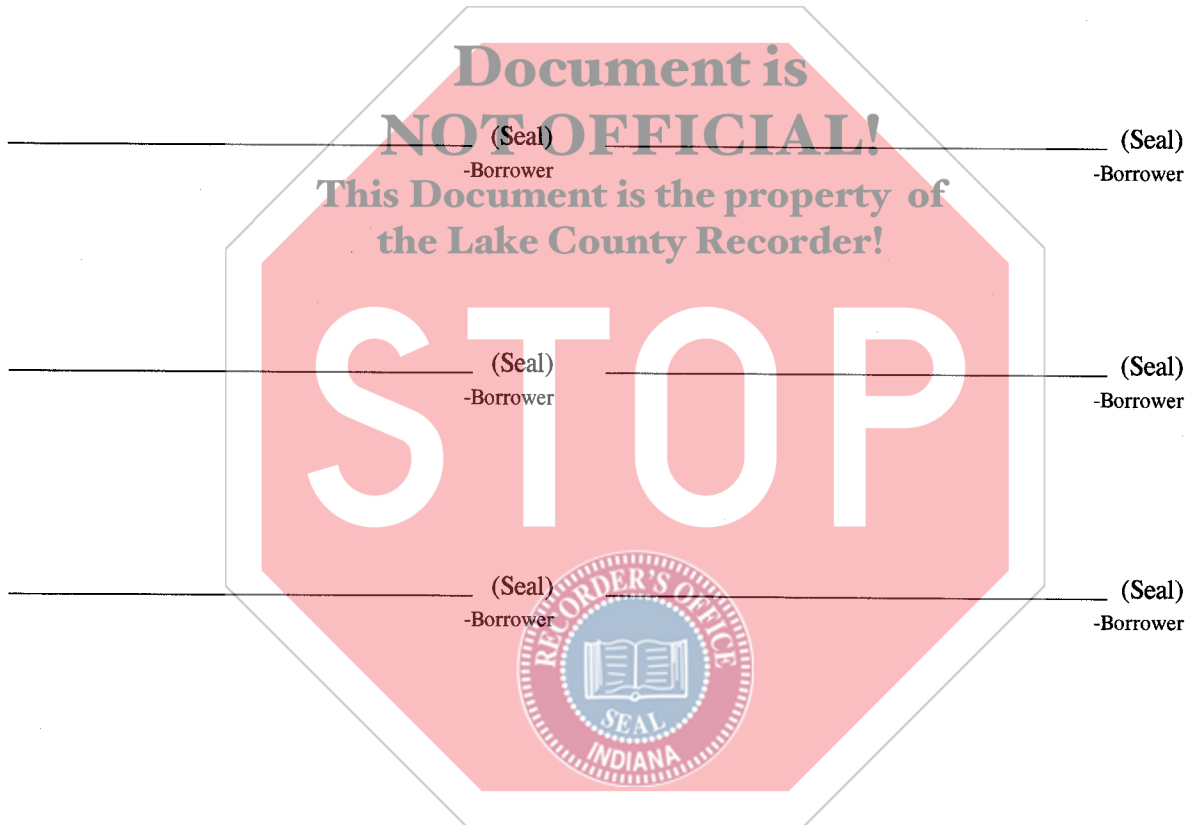 Document is
NOT OFFICIAL!
(Seal) (Seal)
-Borrower -Borrower
This Document is the property of
the Lake County Recorder!
STOP
(Seal) (Seal)
-Borrower -Borrower
(Seal) (Seal)
-Borrower -Borrower
RECORDER'S OFFICE
SEAL
INDIANA